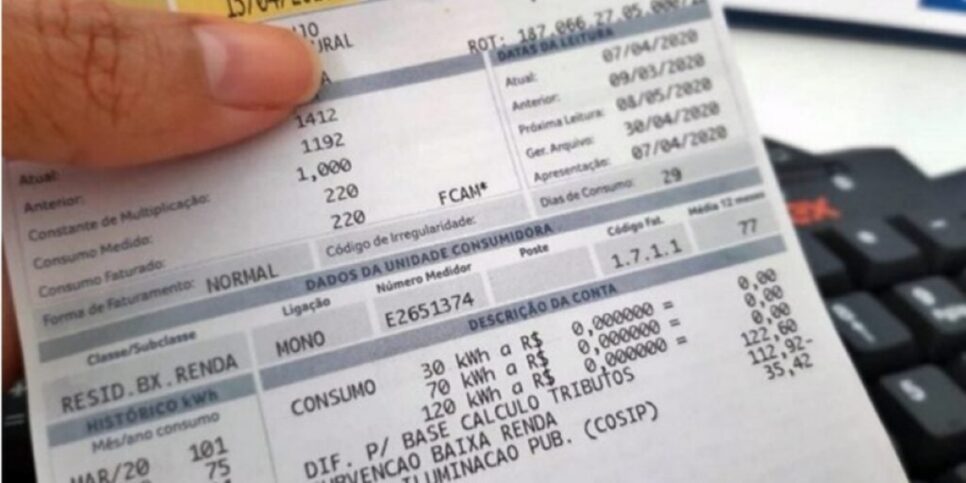 ROT: 187.066.27.05.000
DATAS DA LEITURA
Atual: 07/04/2020
Anterior: 09/03/2020
Próxima Leitura: 08/05/2020
Ger. Arquivo: 30/04/2020
Apresentação: 07/04/2020
Dias de Consumo: 29
Atual: 1412
Anterior: 1192
Constante de Multiplicação: 1,000
Consumo Medido: 220
Consumo Faturado: 220 FCAM*
Forma de Faturamento: NORMAL Código de Irregularidade:
DADOS DA UNIDADE CONSUMIDORA
Classe/Subclasse Ligação Número Medidor Poste Código Fat. Média 12 meses
RESID.BX.RENDA MONO E2651374 1.7.1.1 77
DESCRIÇÃO DA CONTA
CONSUMO 30 kWh a R$ 0,000000 = 0,00
70 kWh a R$ 0,000000 = 0,00
120 kWh a R$ 0,000000 = 0,00
DIF. P/ BASE CALCULO TRIBUTOS 122,60
BAIXA RENDA 112,92-
PUB. (COSIP) 35,42
HISTÓRICO kWh
Mês/ano consumo
MAR/20 101
75